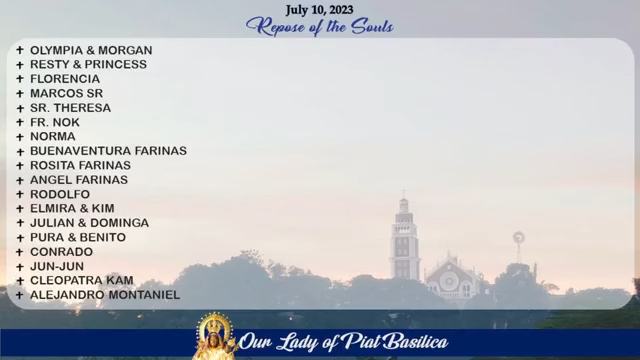 July 10, 2023
Repose of the Souls
✝ OLYMPIA & MORGAN
✝ RESTY & PRINCESS
✝ FLORENCIA
✝ MARCOS SR
✝ SR. THERESA
✝ FR. NOK
✝ NORMA
✝ BUENAVENTURA FARINAS
✝ ROSITA FARINAS
✝ ANGEL FARINAS
✝ RODOLFO
✝ ELMIRA & KIM
✝ JULIAN & DOMINGA
✝ PURA & BENITO
✝ CONRADO
✝ JUN-JUN
✝ CLEOPATRA KAM
✝ ALEJANDRO MONTANIEL
Our Lady of Piat Basilica